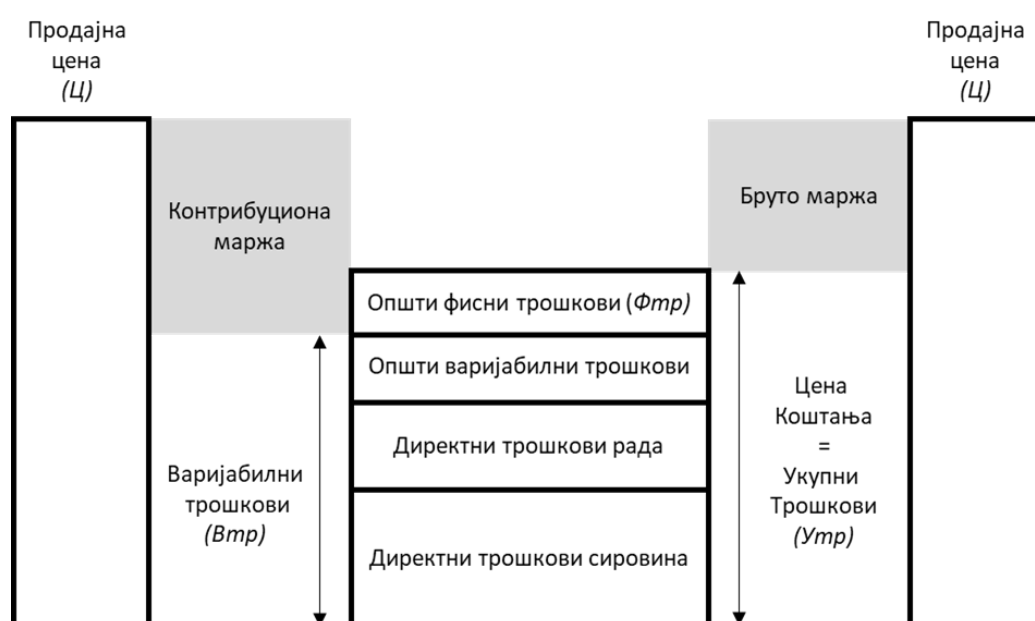 Продајна
цена
(Ц)
Продајна
цена
(Ц)
Контрибуциона
маржа
Бруто маржа
Општи фисни трошкови (Фтр)
Општи варијабилни трошкови
Директни трошкови рада
Директни трошкови сировина
Варијабилни
трошкови
(Втр)
Цена
Коштања
=
Укупни
Трошкови
(Утр)